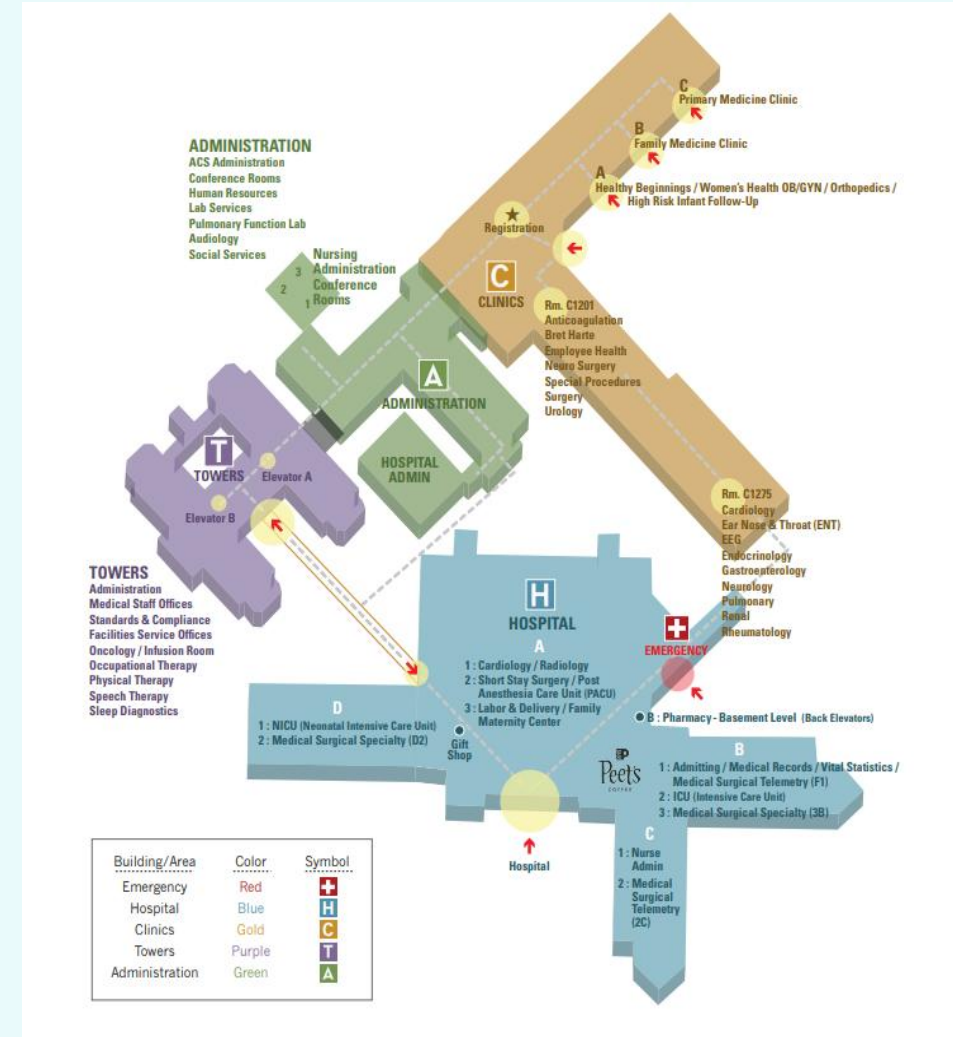 C
Primary Medicine Clinic
B
Family Medicine Clinic
A
Healthy Beginnings / Women's Health OB/GYN / Orthopedics /
High Risk Infant Follow-Up
ADMINISTRATION
ACS Administration
Conference Rooms
Human Resources
Lab Services
Pulmonary Function Lab
Audiology
Social Services
Nursing
Administration
Conference
Rooms
3
2
1
Registration
C
CLINICS
Rm. C1201
Anticoagulation
Bret Harte
Employee Health
Neuro Surgery
Special Procedures
Surgery
Urology
A
ADMINISTRATION
HOSPITAL
ADMIN
T
TOWERS
Elevator A
Elevator B
Rm. C1275
Cardiology
Ear Nose & Throat (ENT)
EEG
Endocrinology
Gastroenterology
Neurology
Pulmonary
Renal
Rheumatology
TOWERS
Administration
Medical Staff Offices
Standards & Compliance
Facilities Service Offices
Oncology / Infusion Room
Occupational Therapy
Physical Therapy
Speech Therapy
Sleep Diagnostics
H
HOSPITAL
EMERGENCY
A
1 : Cardiology / Radiology
2 : Short Stay Surgery / Post
Anesthesia Care Unit (PACU)
3 : Labor & Delivery / Family
Maternity Center
D
1 : NICU (Neonatal Intensive Care Unit)
2 : Medical Surgical Specialty (D2)
Gift
Shop
B : Pharmacy - Basement Level (Back Elevators)
Peet's
COFFEE
B
1 : Admitting / Medical Records / Vital Statistics /
Medical Surgical Telemetry (F1)
2 : ICU (Intensive Care Unit)
3 : Medical Surgical Specialty (3B)
C
1 : Nurse
Admin
2 : Medical
Surgical
Telemetry
(2C)
Hospital
Building/Area Color Symbol
Emergency Red
Hospital Blue H
Clinics Gold C
Towers Purple T
Administration Green A